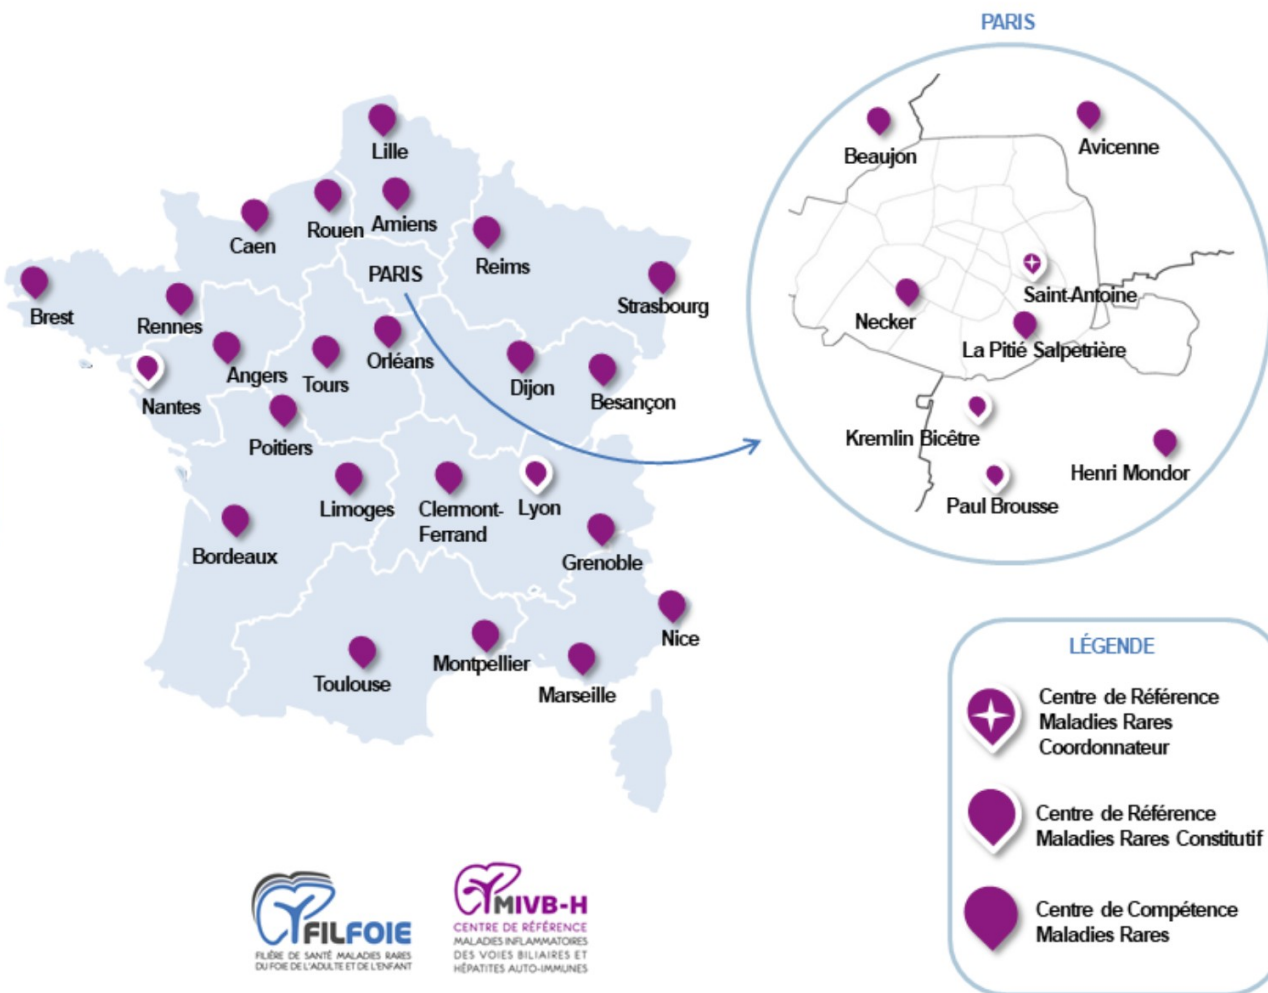 PARIS
Beaujon
Avicenne
Saint-Antoine
Necker
La Pitié Salpetrière
Kremlin Bicêtre
Henri Mondor
Paul Brousse
Lille
Rouen
Amiens
Caen
Reims
PARIS
Strasbourg
Brest
Rennes
Orléans
Angers
Tours
Dijon
Besançon
Nantes
Poitiers
Limoges
Clermont-
Ferrand
Lyon
Bordeaux
Grenoble
Nice
Montpellier
Toulouse
Marseille
LÉGENDE
Centre de Référence
Maladies Rares
Coordonnateur
Centre de Référence
Maladies Rares Constitutif
Centre de Compétence
Maladies Rares
FILFOIE
FILIÈRE DE SANTÉ MALADIES RARES
DU FOIE DE L'ADULTE ET DE L'ENFANT
MIVB-H
CENTRE DE RÉFÉRENCE
MALADIES INFLAMMATOIRES
DES VOIES BILIAIRES ET
HÉPATITES AUTO-IMMUNES